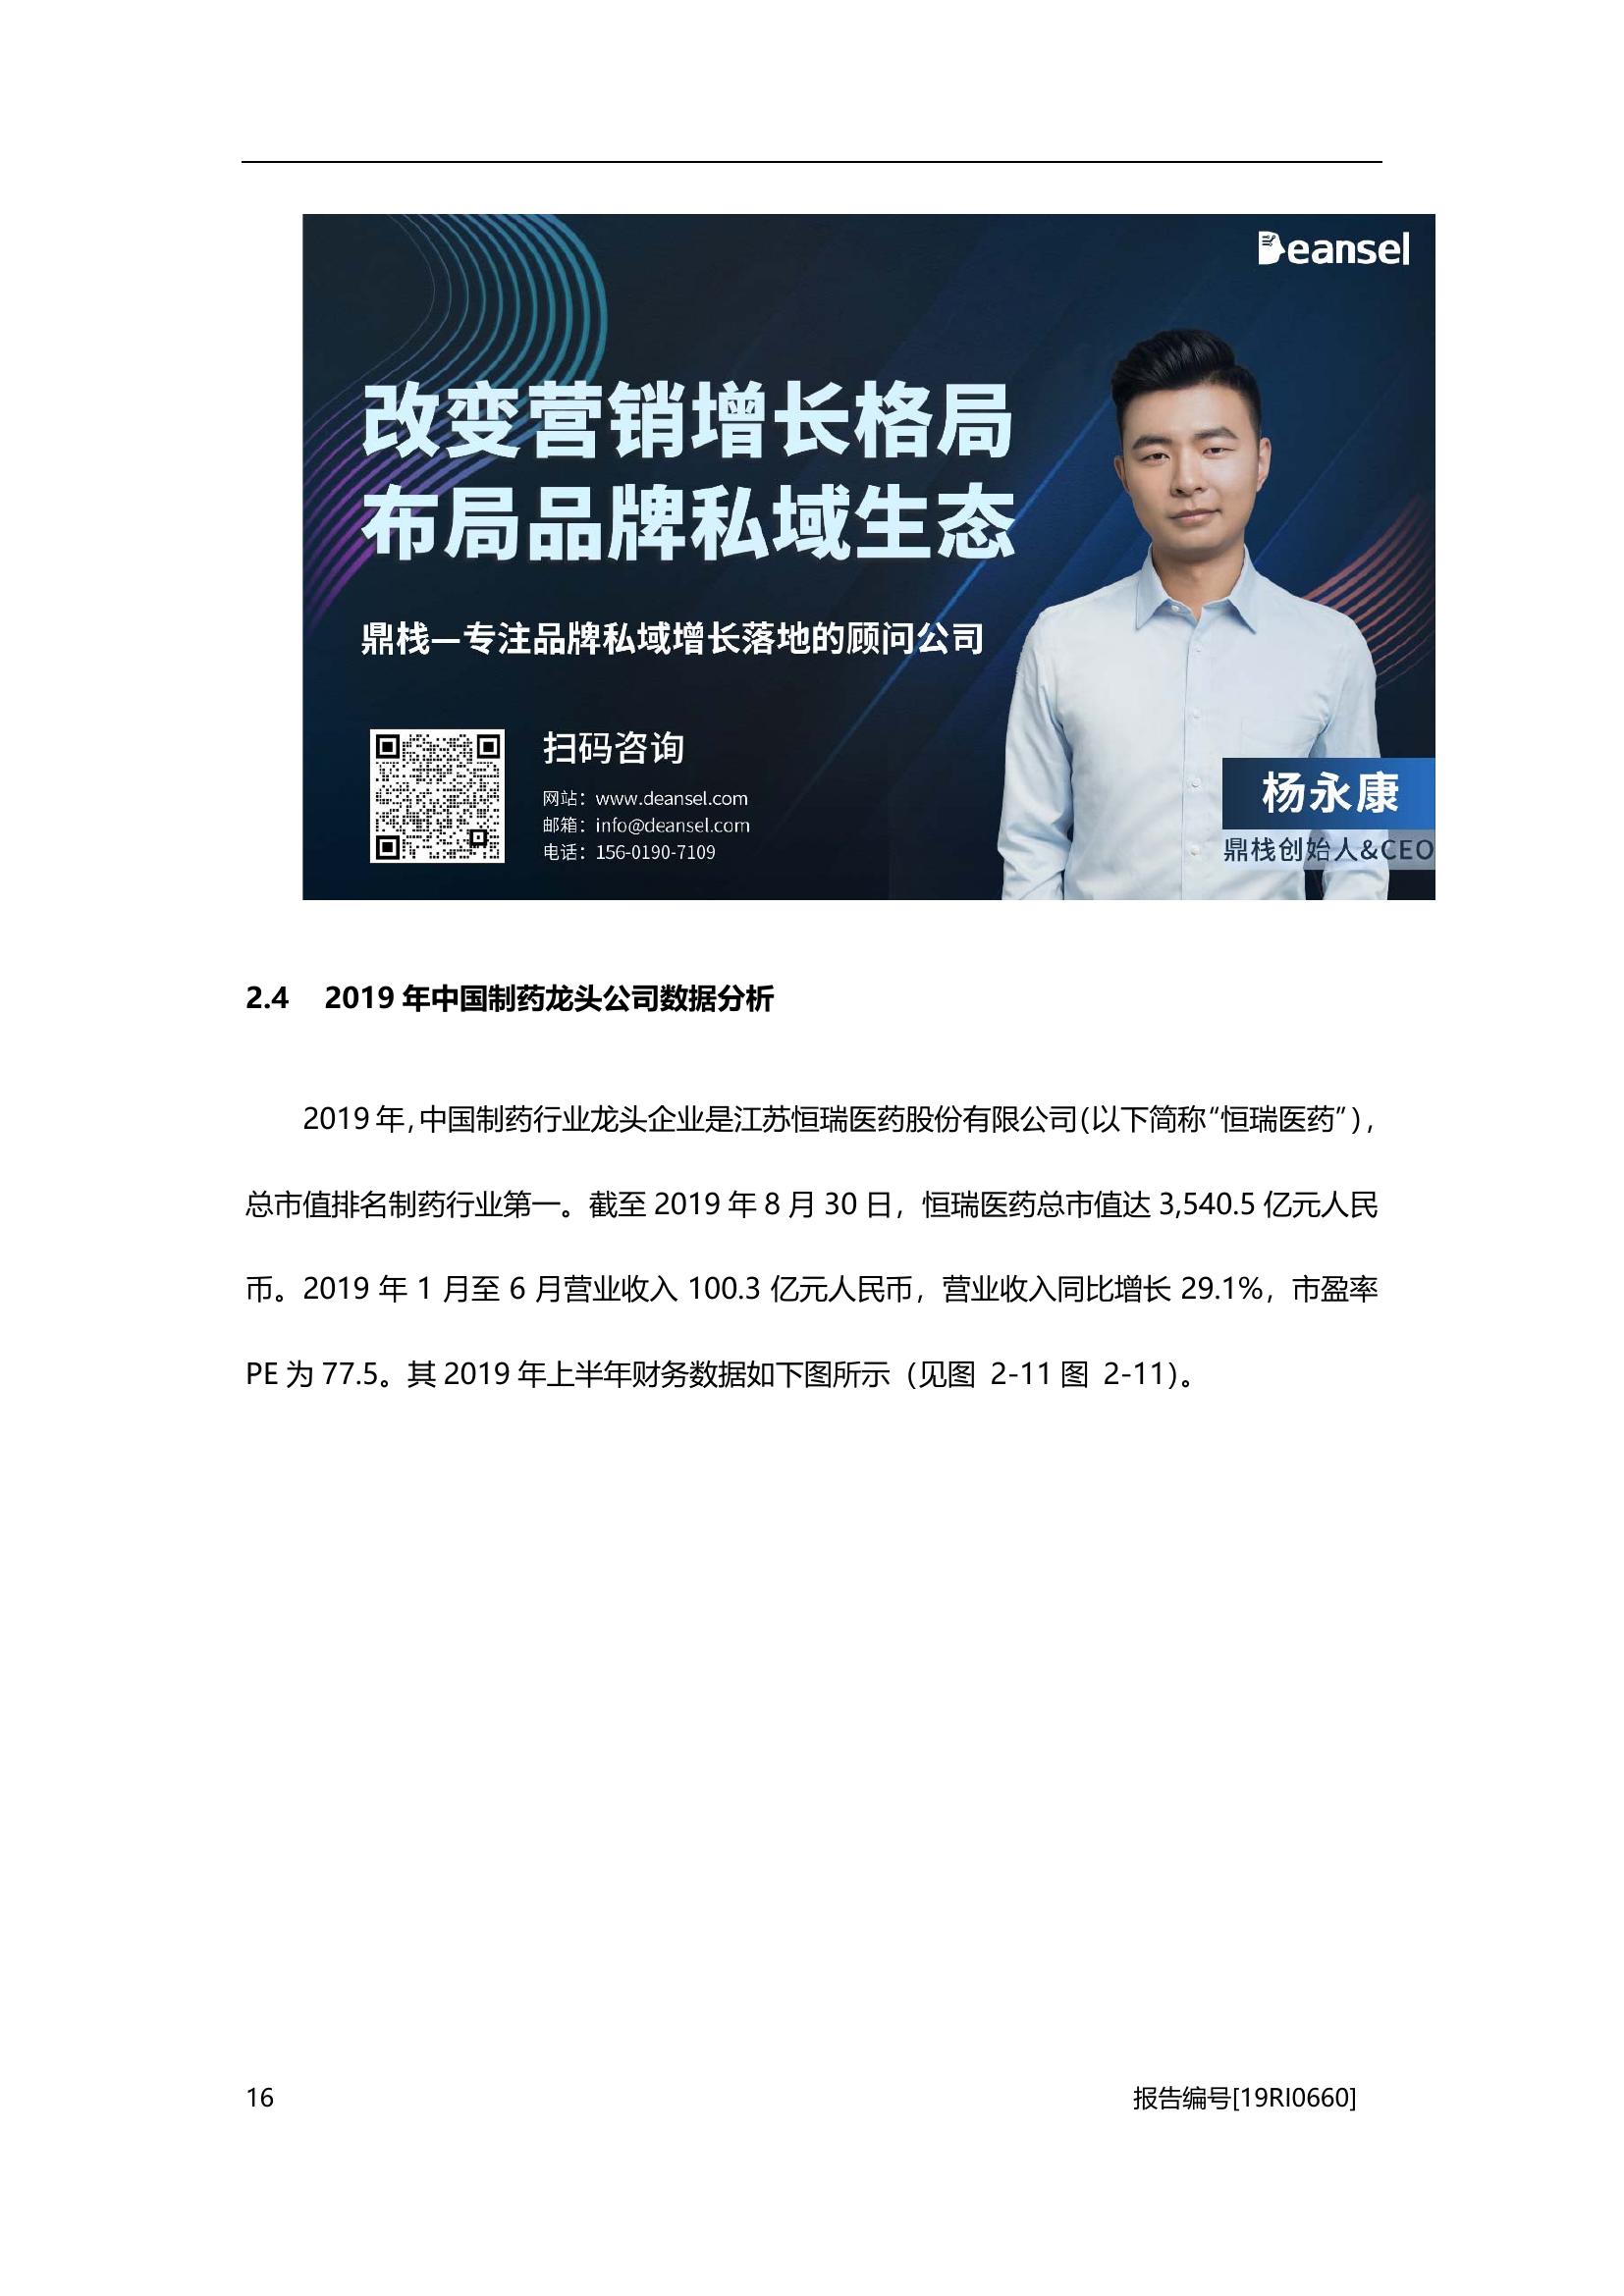 Deansel
改变营销增长格局
布局品牌私域生态
鼎栈—专注品牌私域增长落地的顾问公司
扫码咨询
网站：www.deansel.com
邮箱：info@deansel.com
电话：156-0190-7109
杨永康
鼎栈创始人&CEO
2.4 2019 年中国制药龙头公司数据分析
2019 年，中国制药行业龙头企业是江苏恒瑞医药股份有限公司（以下简称“恒瑞医药”），
总市值排名制药行业第一。截至 2019 年 8 月 30 日，恒瑞医药总市值达 3,540.5 亿元人民
币。2019 年 1 月至 6 月营业收入 100.3 亿元人民币，营业收入同比增长 29.1%，市盈率
PE 为 77.5。其 2019 年上半年财务数据如下图所示（见图 2-11 图 2-11）。
16 报告编号[19RI0660]